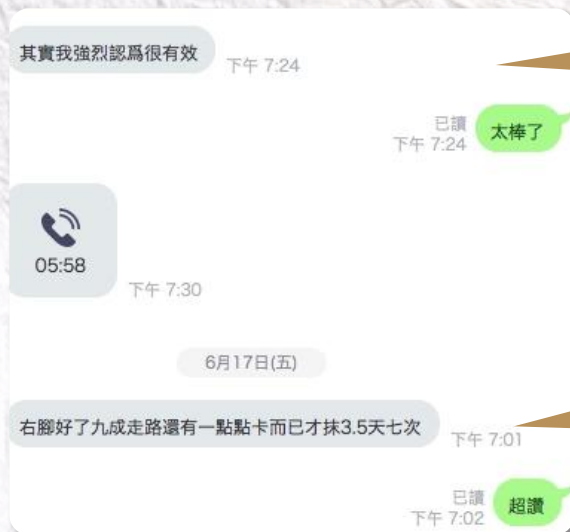 其實我強烈認爲很有效
下午 7:24
已讀
下午 7:24
太棒了
05:58
下午 7:30
6月17日(五)
右腳好了九成走路還有一點點卡而已才抹3.5天七次
下午 7:01
已讀
下午 7:02
超讚